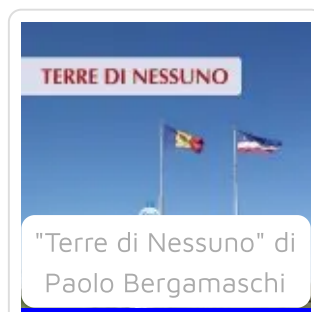 TERRE DI NESSUNO
"Terre di Nessuno" di
Paolo Bergamaschi